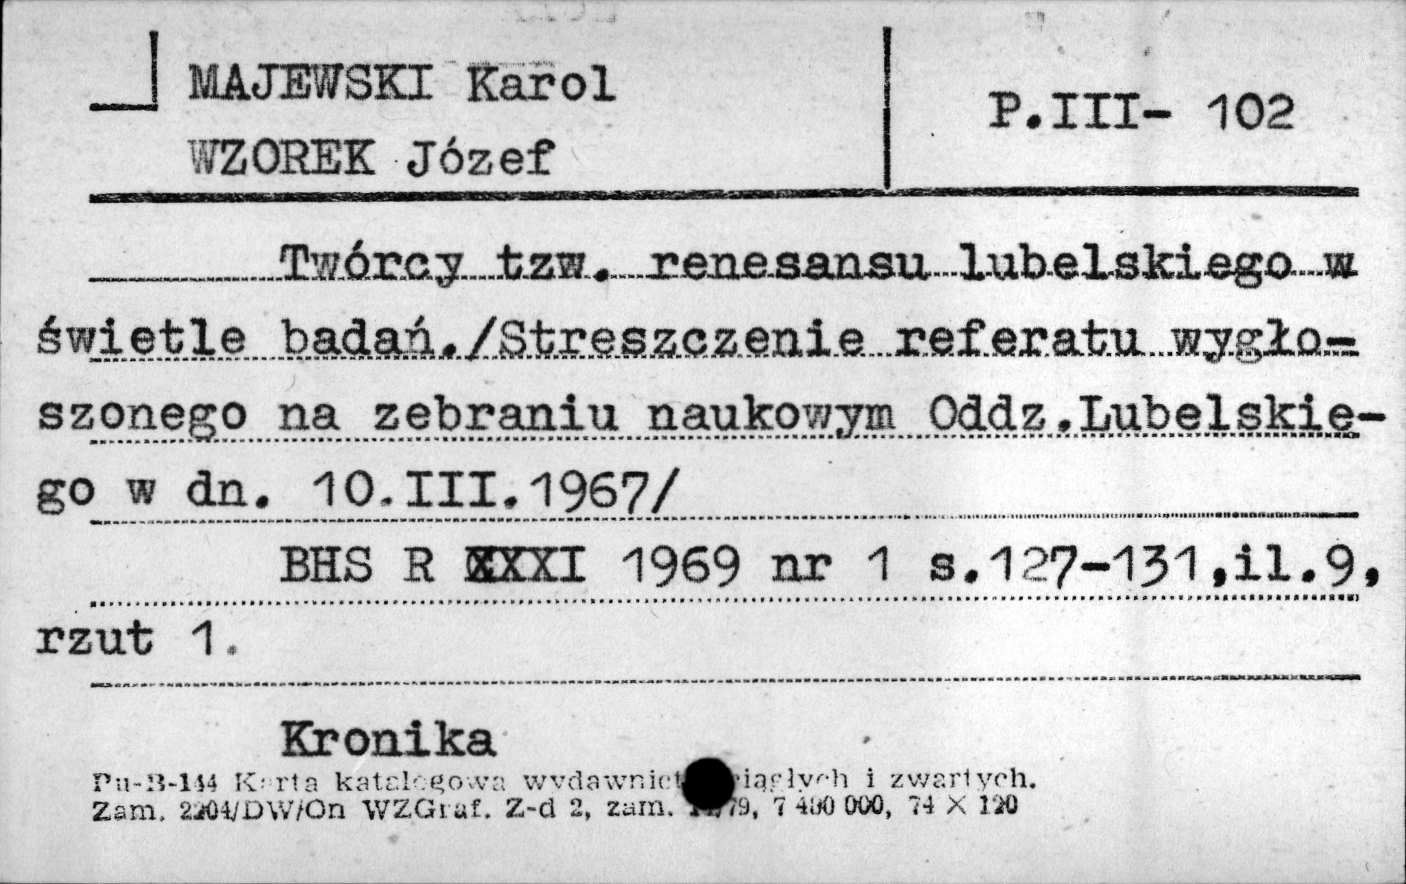 MAJEWSKI Karol
WZOREK Józef
P.III- 102
Twórcy tzw. renesansu lubelskiego w
świetle badań./Streszczenie referatu wygło-
szonego na zebraniu naukowym Oddz.Lubelskie-
go w dn. 10.III.1967/
BHS R XXXI 1969 nr 1 s.127-131,il.9,
rzut 1.
Kronika
Pu-B-144 Karta katalogowa wydawnictw ciągłych i zwartych.
Zam. 2204/DW/On WZGraf. Z-d 2, zam. 79, 7 480 000, 74 X 120